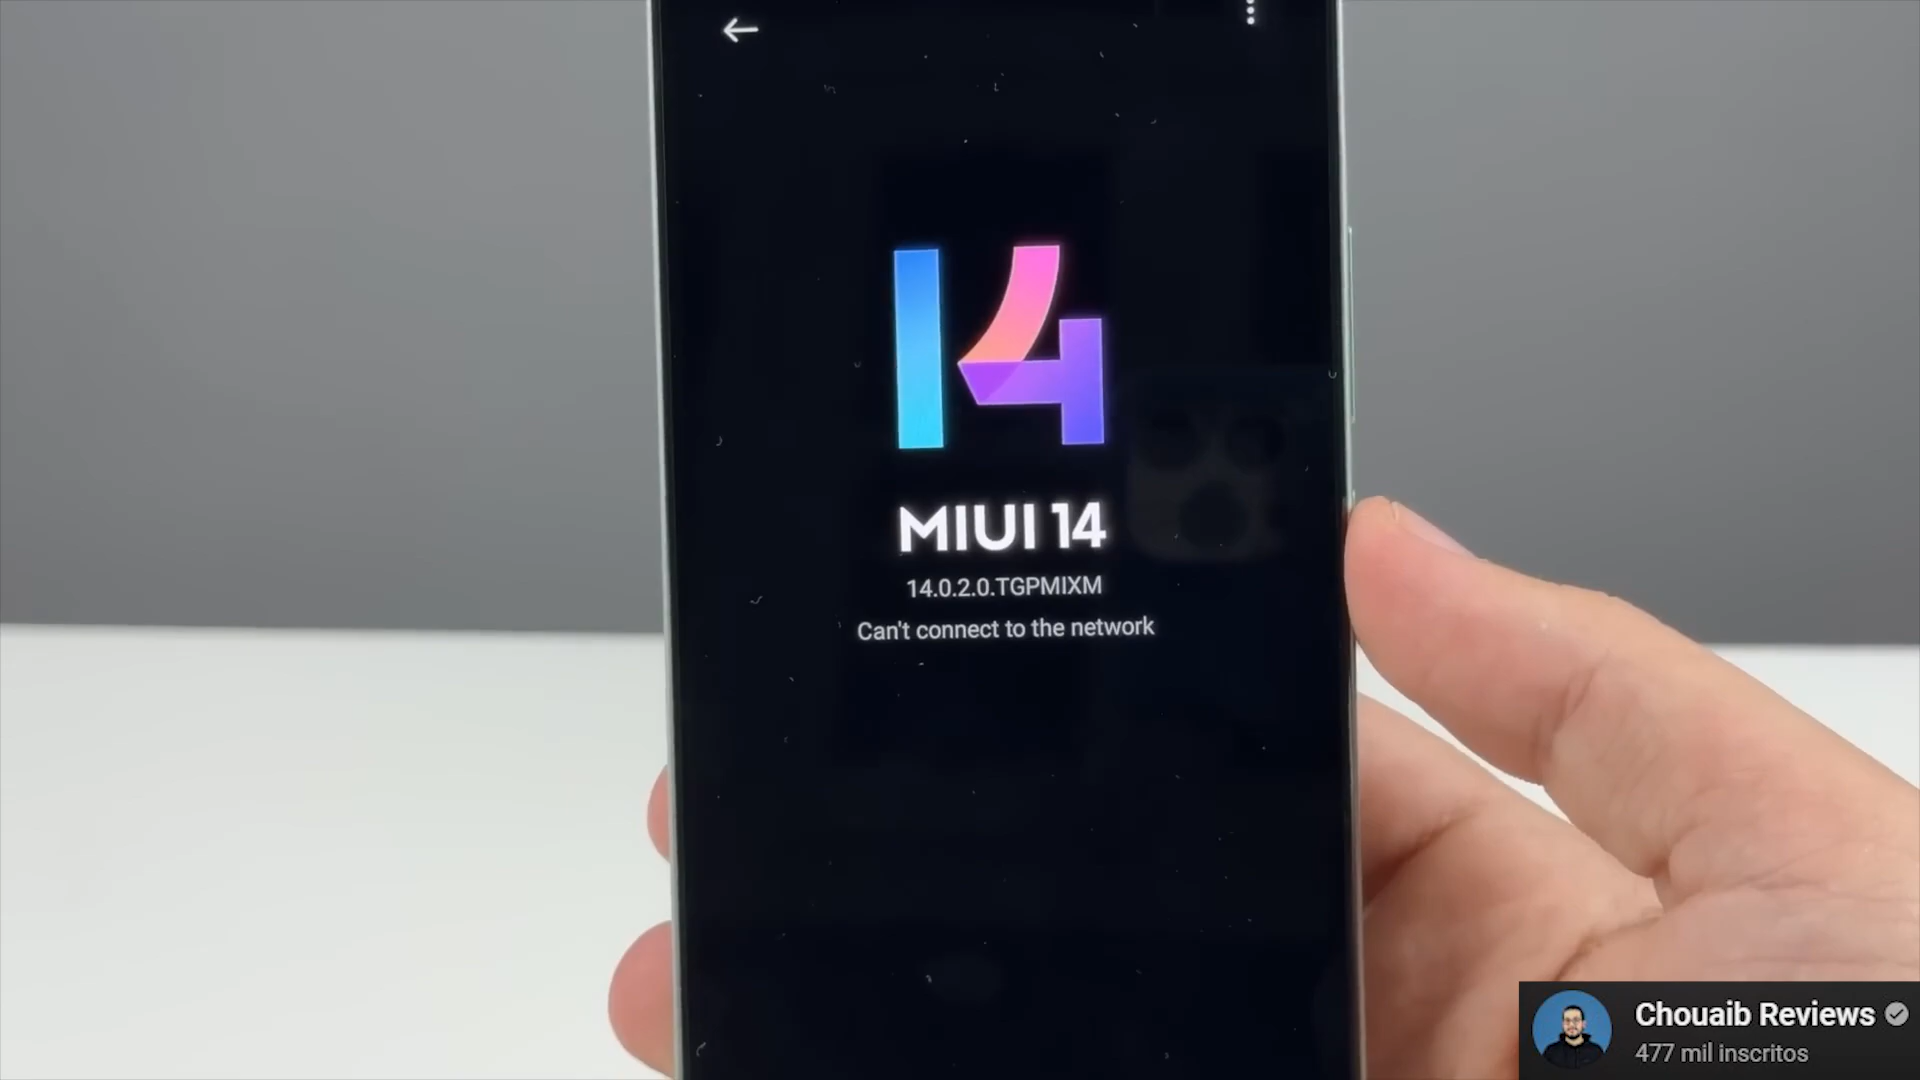 14
MIUI 14
14.0.2.0.TGPMIXM
Can't connect to the network
Chouaib Reviews
477 mil inscritos